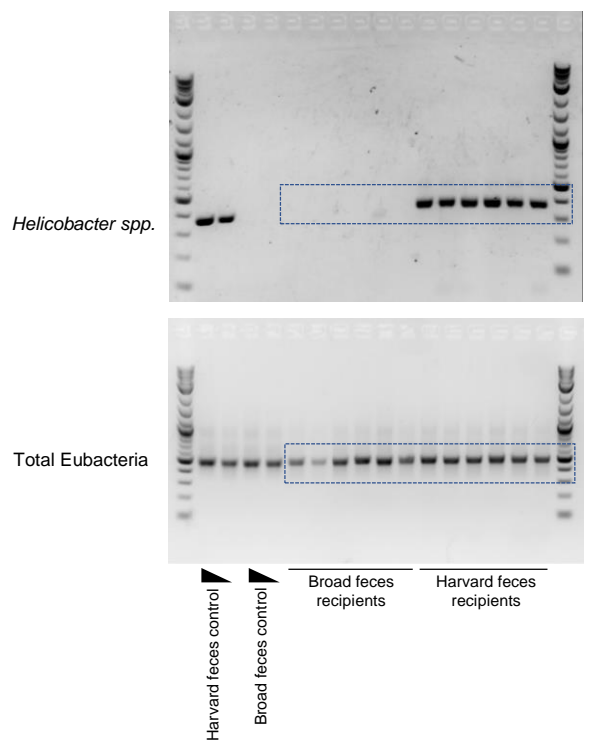 Helicobacter spp.
Total Eubacteria
Harvard feces control
Broad feces control
Broad feces
recipients
Harvard feces
recipients